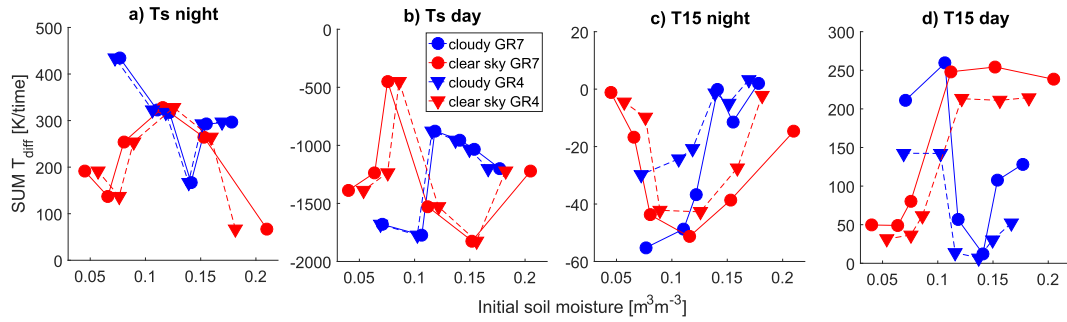 a) Ts night
b) Ts day
c) T15 night
d) T15 day
SUM T_diff [K/time]
500
400
300
200
100
0
0.05 0.1 0.15 0.2
0
-500
-1000
-1500
-2000
0.05 0.1 0.15 0.2
cloudy GR7
clear sky GR7
cloudy GR4
clear sky GR4
20
0
-20
-40
-60
0.05 0.1 0.15 0.2
300
250
200
150
100
50
0
0.05 0.1 0.15 0.2
Initial soil moisture [m³m⁻³]